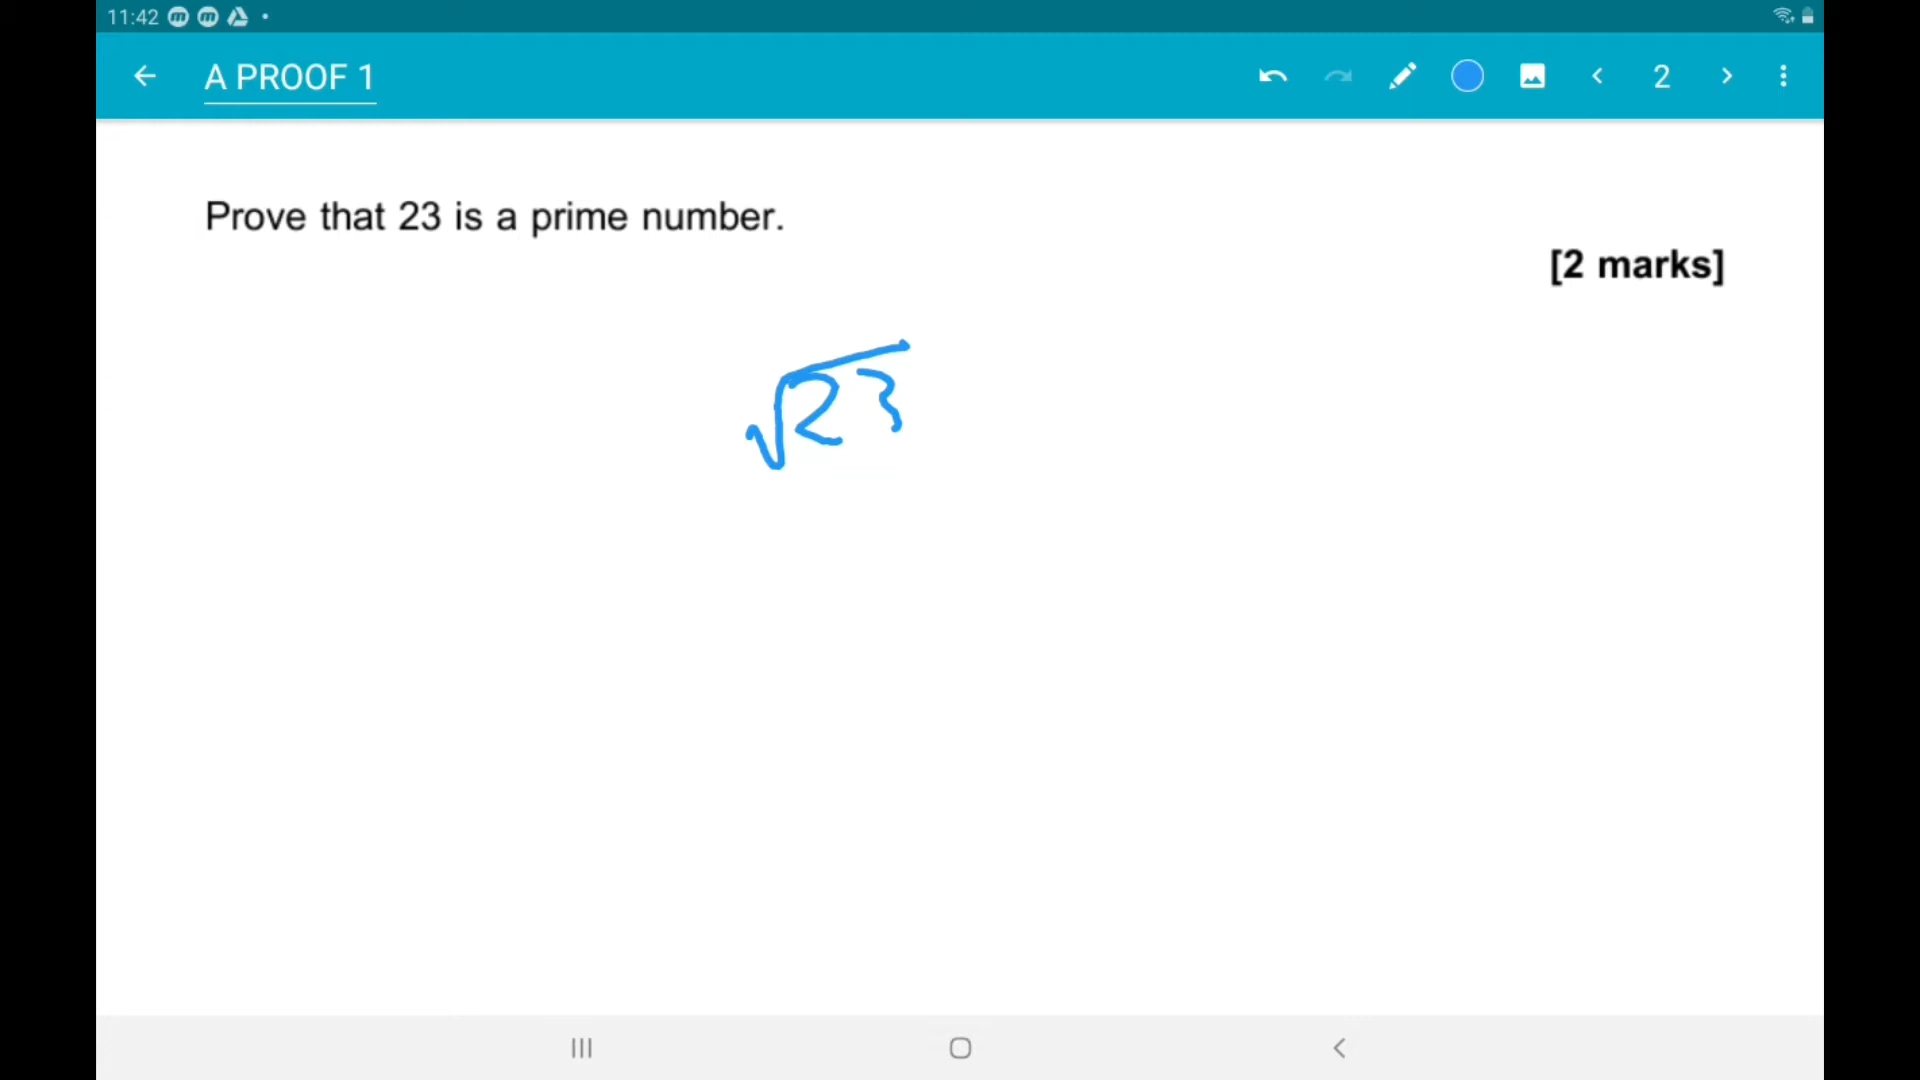 11:42
A PROOF 1
2
Prove that 23 is a prime number.
[2 marks]
√23